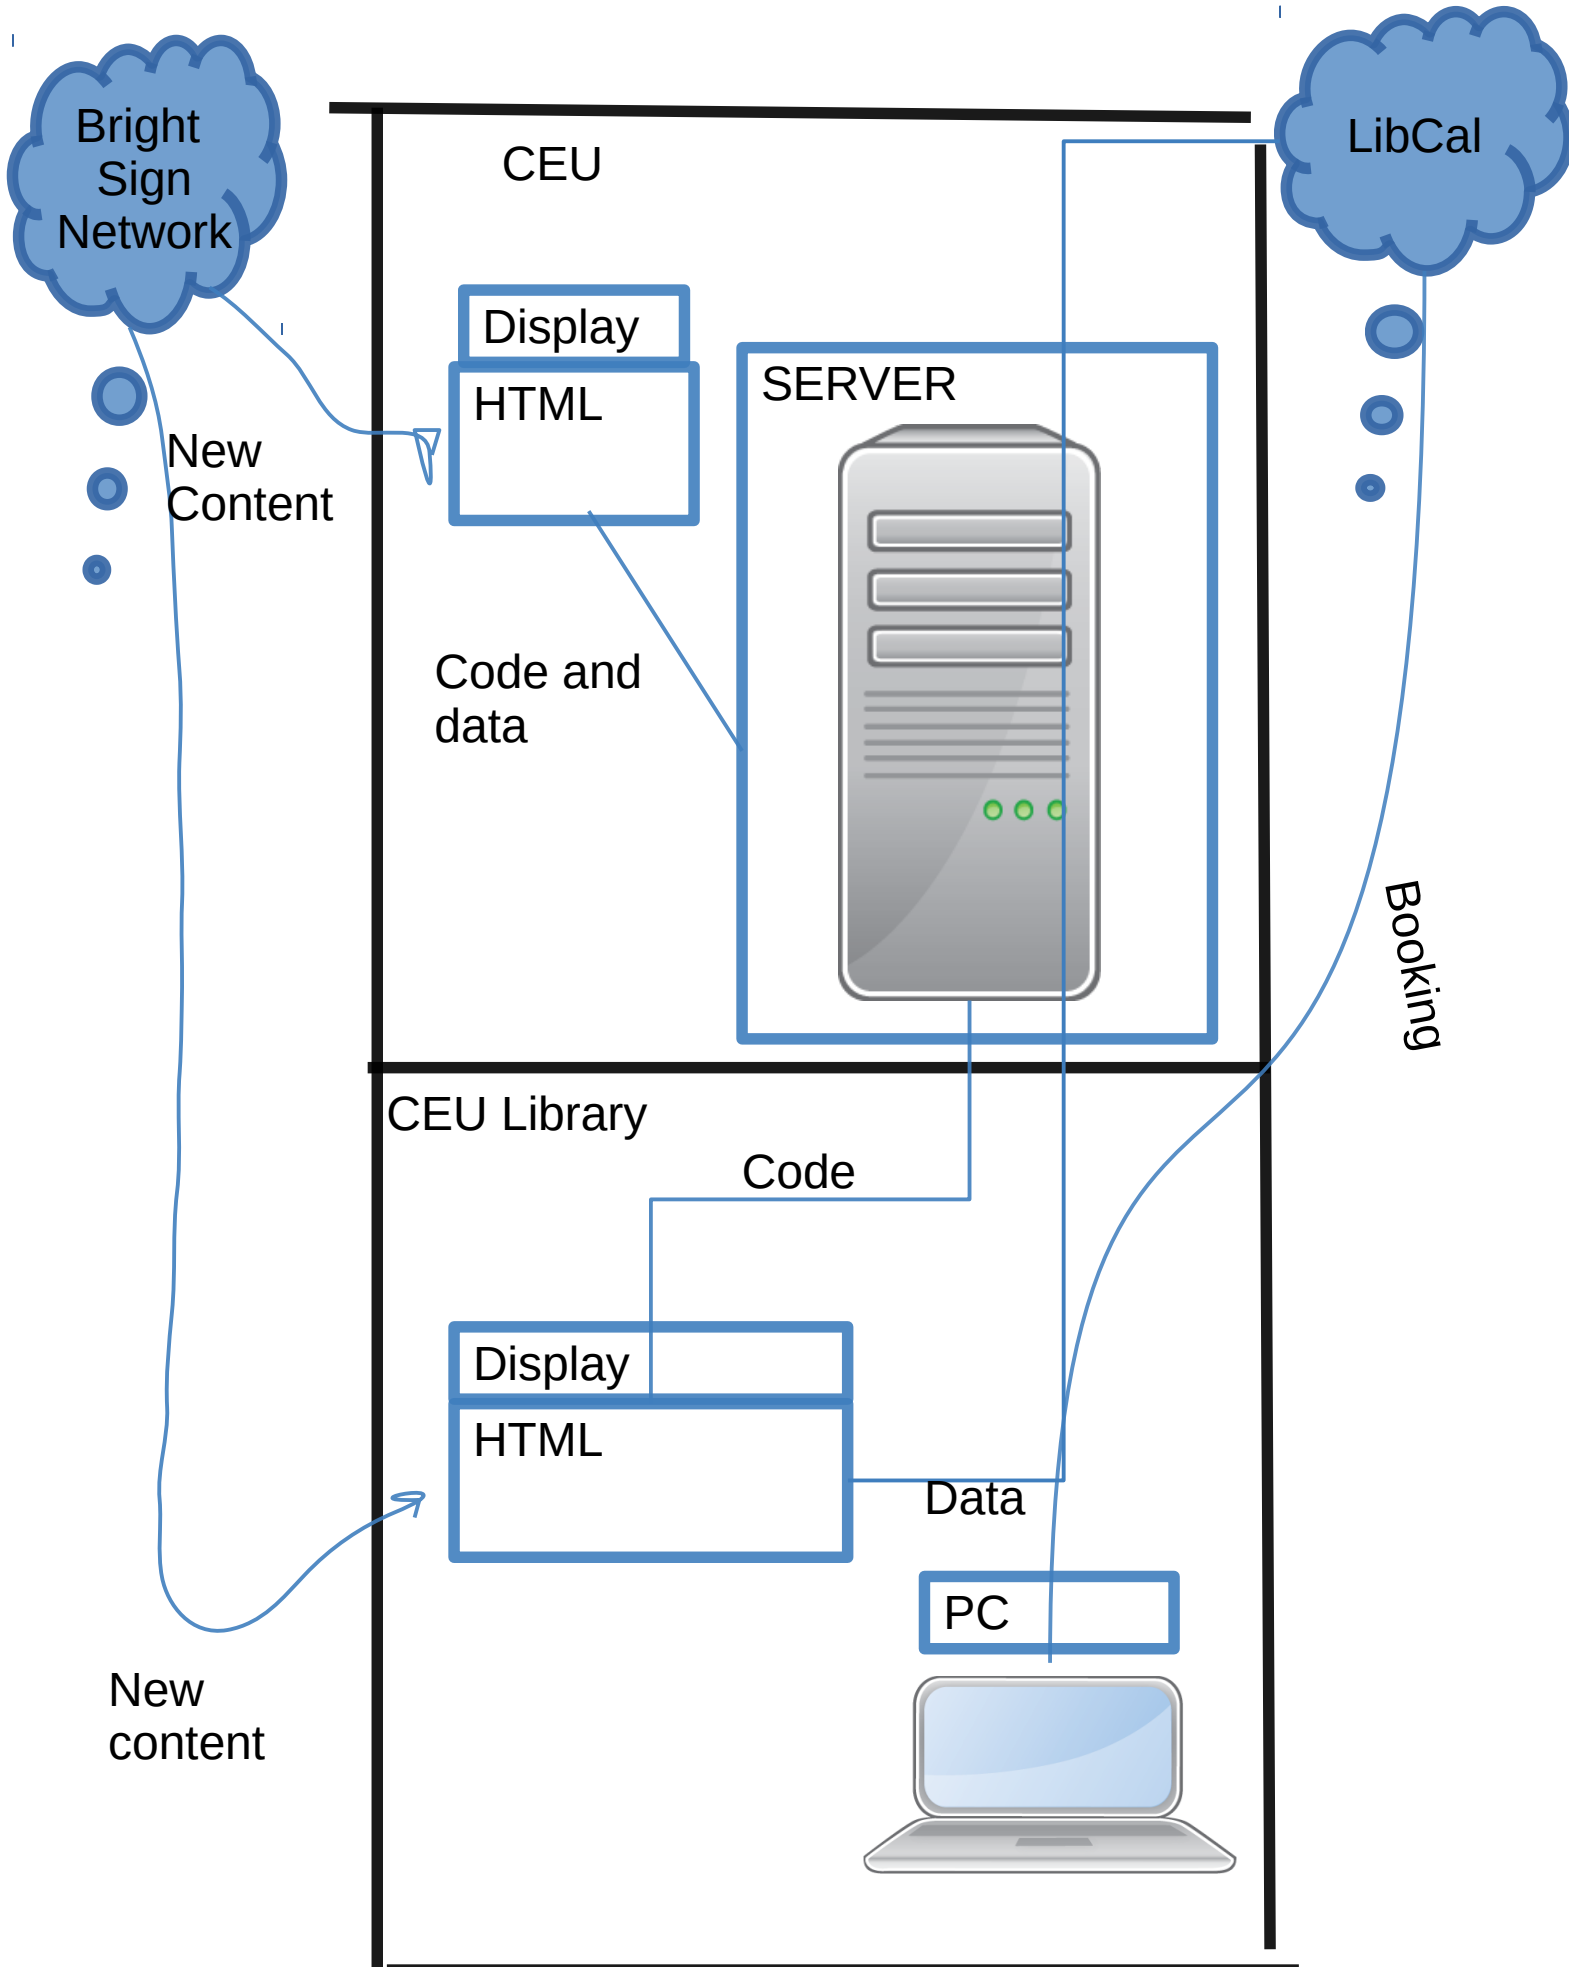 Bright
Sign
Network
LibCal
CEU
Display
HTML
SERVER
New
Content
Code and
data
Booking
CEU Library
Code
Display
HTML
Data
PC
New
content